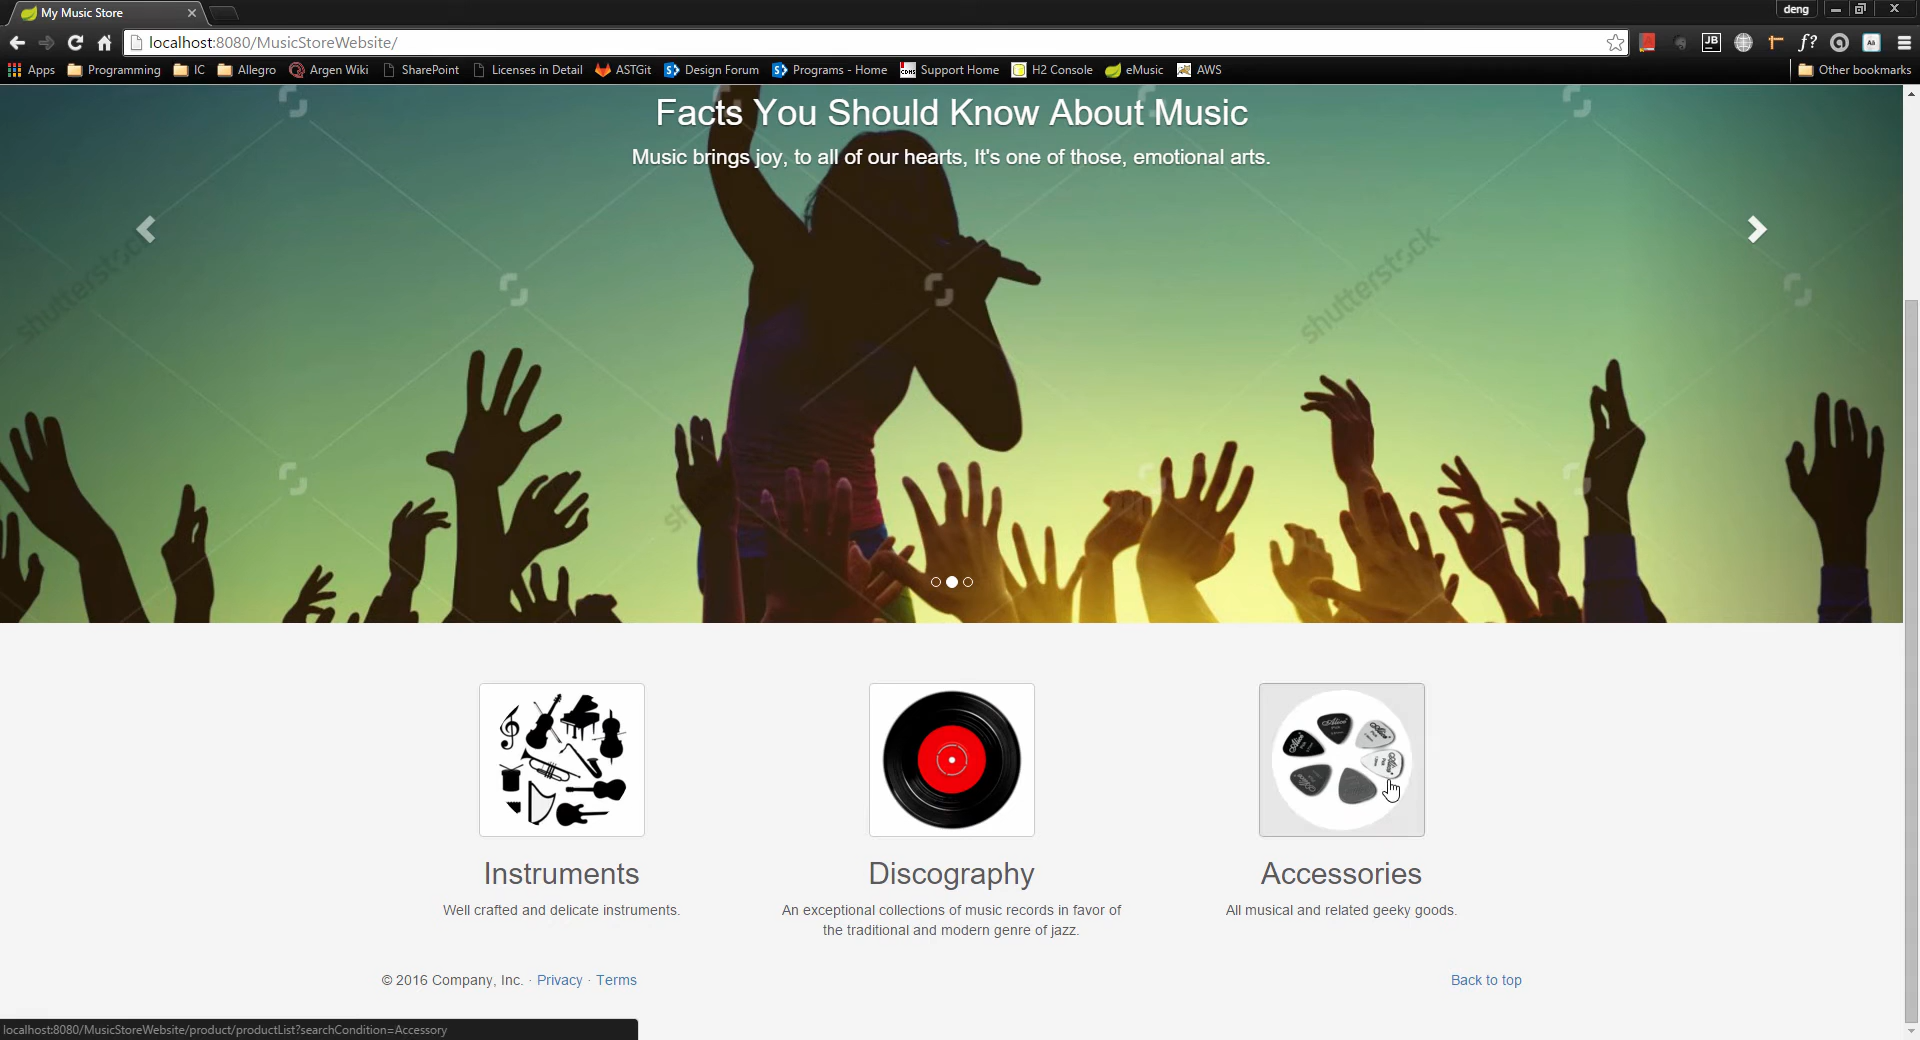 My Music Store
deng
localhost:8080/MusicStoreWebsite/
Apps Programming IC Allegro Argen Wiki SharePoint Licenses in Detail ASTGit Design Forum Programs - Home Support Home H2 Console eMusic AWS Other bookmarks
Facts You Should Know About Music
Music brings joy, to all of our hearts, It's one of those, emotional arts.
shutterstock
shutterstock
Instruments
Well crafted and delicate instruments.
Discography
An exceptional collections of music records in favor of
the traditional and modern genre of jazz.
Accessories
All musical and related geeky goods.
© 2016 Company, Inc. · Privacy · Terms
Back to top
localhost:8080/MusicStoreWebsite/product/productList?searchCondition=Accessory